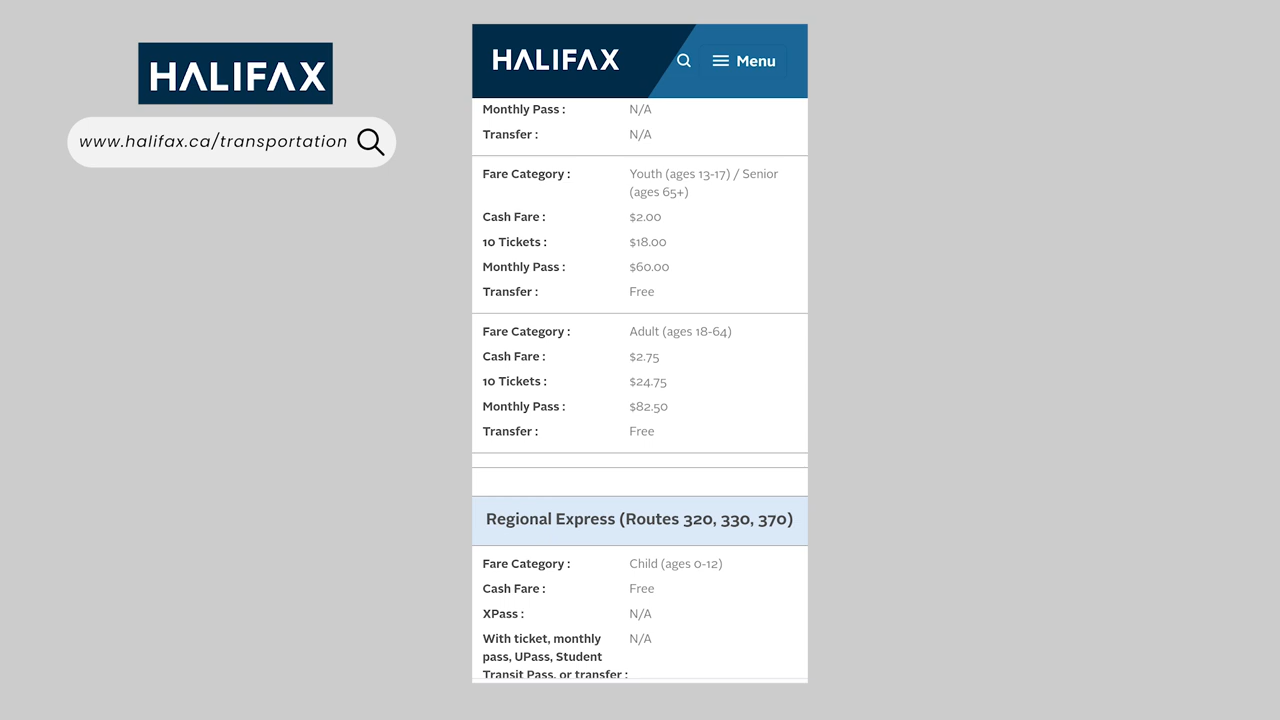 HALIFAX
www.halifax.ca/transportation
HALIFAX
Menu
Monthly Pass : N/A
Transfer : N/A
Fare Category : Youth (ages 13-17) / Senior
(ages 65+)
Cash Fare : $2.00
10 Tickets : $18.00
Monthly Pass : $60.00
Transfer : Free
Fare Category : Adult (ages 18-64)
Cash Fare : $2.75
10 Tickets : $24.75
Monthly Pass : $82.50
Transfer : Free
Regional Express (Routes 320, 330, 370)
Fare Category : Child (ages 0-12)
Cash Fare : Free
XPass : N/A
With ticket, monthly N/A
pass, UPass, Student
Transit Pass, or transfer :